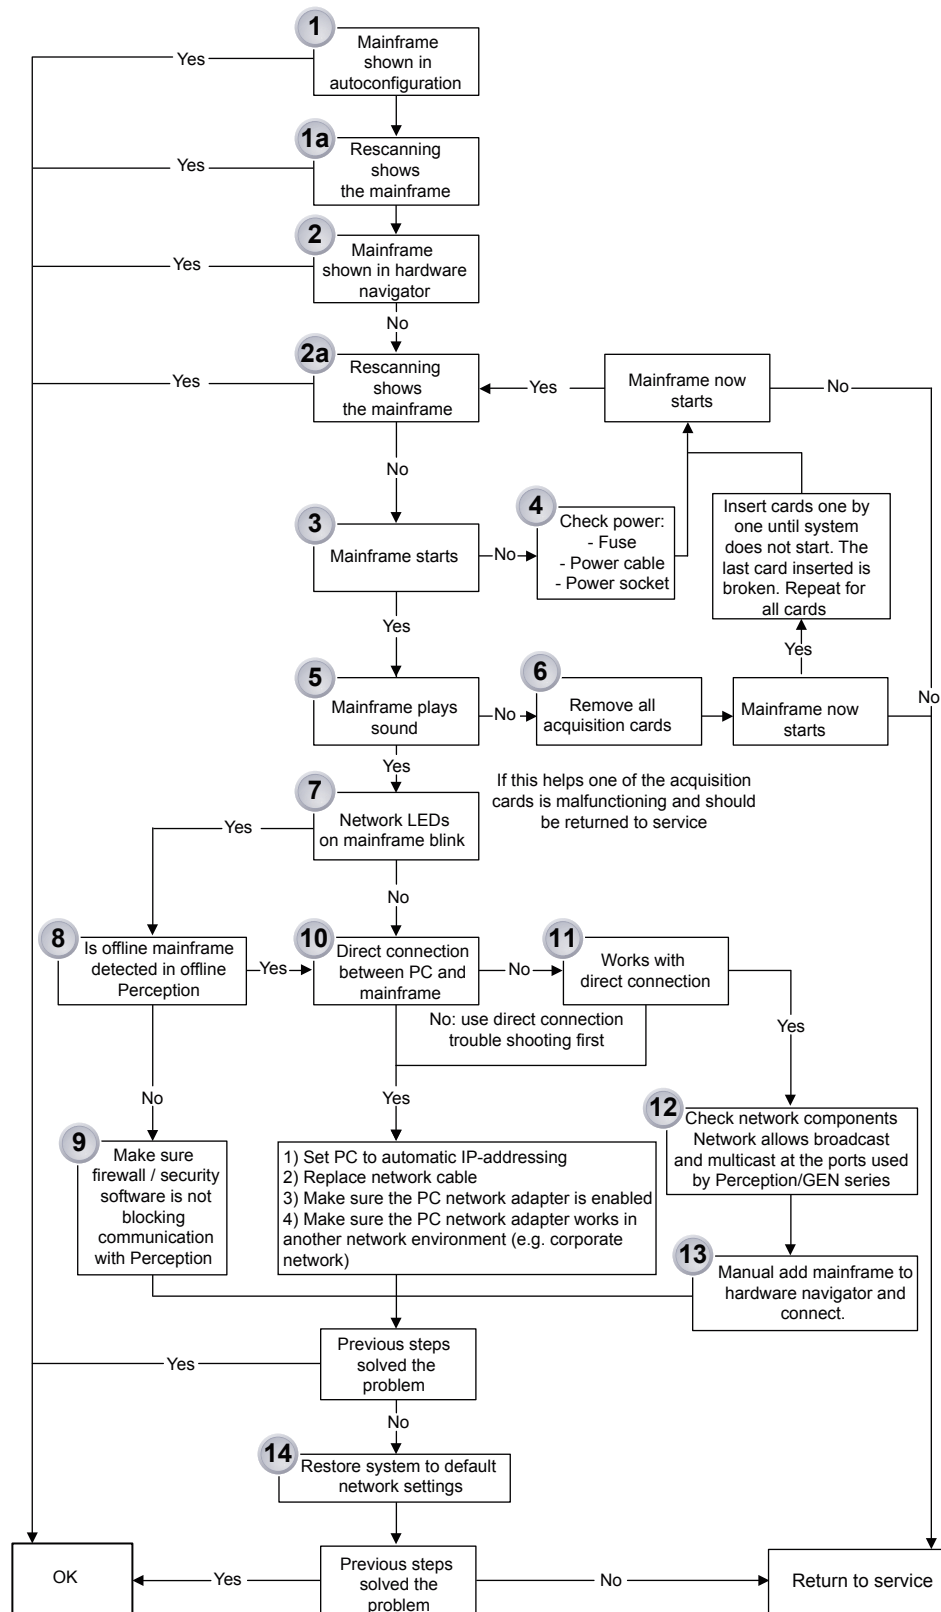 1
Mainframe
shown in
autoconfiguration
Yes
1a
Rescanning
shows
the mainframe
Yes
2
Mainframe
shown in hardware
navigator
Yes
No
2a
Rescanning
shows
the mainframe
Yes
Yes
Mainframe now
starts
No
No
3
Mainframe starts
No
4
Check power:
- Fuse
- Power cable
- Power socket
Insert cards one by
one until system
does not start. The
last card inserted is
broken. Repeat for
all cards
Yes
Yes
5
Mainframe plays
sound
No
6
Remove all
acquisition cards
Mainframe now
starts
No
Yes
If this helps one of the acquisition
cards is malfunctioning and should
be returned to service
7
Network LEDs
on mainframe blink
Yes
No
8
Is offline mainframe
detected in offline
Perception
Yes
10
Direct connection
between PC and
mainframe
No
11
Works with
direct connection
No: use direct connection
trouble shooting first
Yes
No
Yes
9
Make sure
firewall / security
software is not
blocking
communication
with Perception
1) Set PC to automatic IP-addressing
2) Replace network cable
3) Make sure the PC network adapter is enabled
4) Make sure the PC network adapter works in
another network environment (e.g. corporate
network)
12
Check network components
Network allows broadcast
and multicast at the ports used
by Perception/GEN series
13
Manual add mainframe to
hardware navigator and
connect.
Previous steps
solved the
problem
Yes
No
14
Restore system to default
network settings
OK
Yes
Previous steps
solved the
problem
No
Return to service